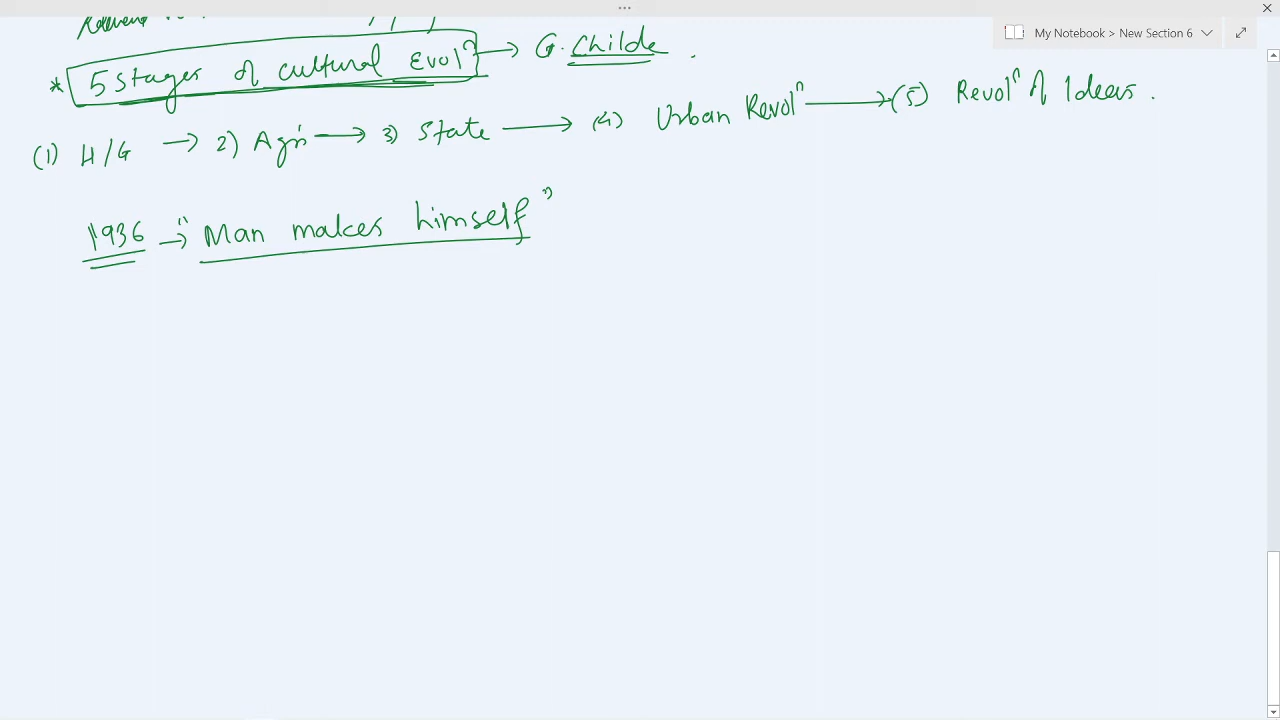 My Notebook > New Section 6
* 5 stages of cultural Evolⁿ → G. Childe .
(1) H/G → 2) Agri → 3) State → (4) Urban Revolⁿ → (5) Revolⁿ of Ideas .
1936 → "Man makes himself"